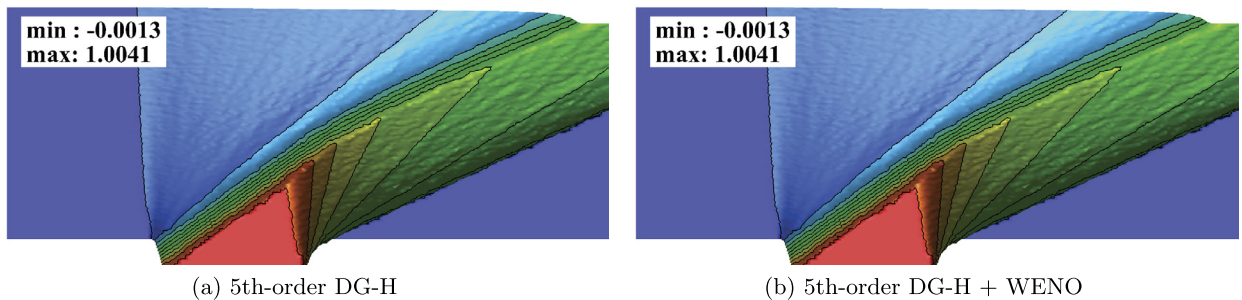 min : -0.0013
max: 1.0041
min : -0.0013
max: 1.0041
(a) 5th-order DG-H
(b) 5th-order DG-H + WENO